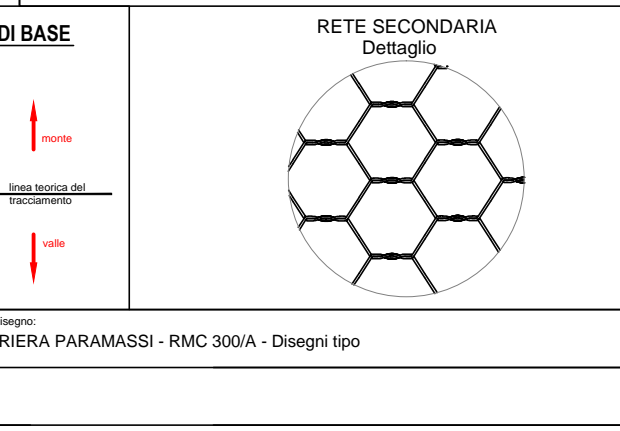 DI BASE
monte
linea teorica del
tracciamento
valle
RETE SECONDARIA
Dettaglio
isegno:
RIERA PARAMASSI - RMC 300/A - Disegni tipo